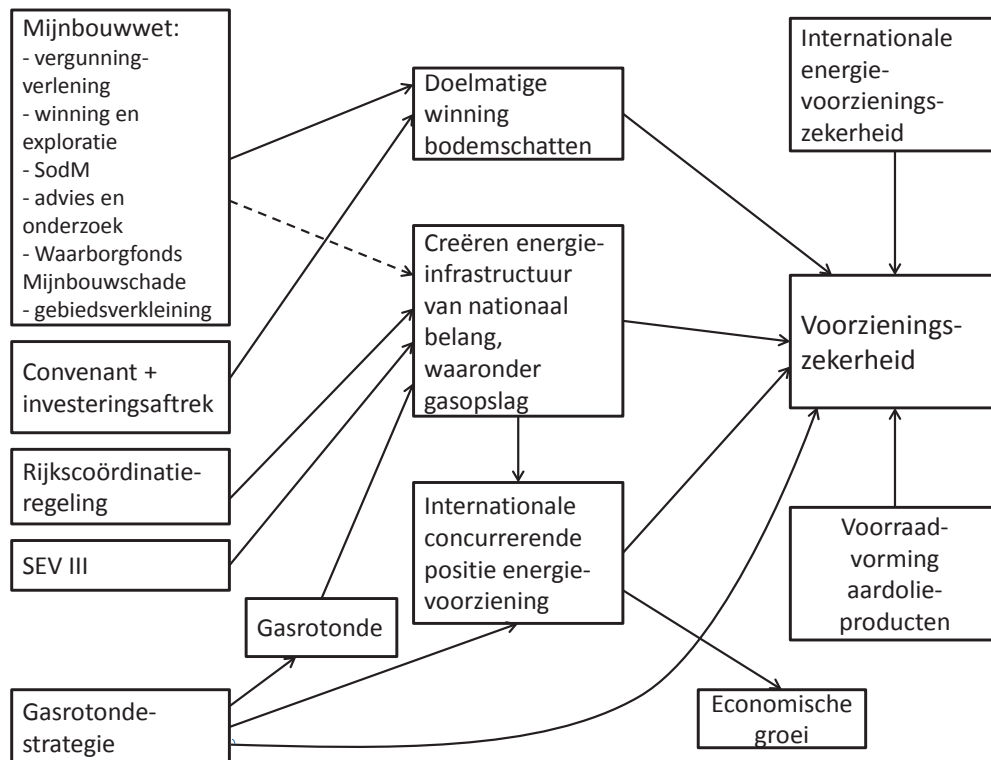 Mijnbouwwet:
- vergunning-
verlening
- winning en
exploratie
- SodM
- advies en
onderzoek
- Waarborgfonds
Mijnbouwschade
- gebiedsverkleining
Convenant +
investeringsaftrek
Rijkscoördinatie-
regeling
SEV III
Gasrotonde
Gasrotonde-
strategie
Doelmatige
winning
bodemschatten
Creëren energie-
infrastructuur
van nationaal
belang,
waaronder
gasopslag
Internationale
concurrerende
positie energie-
voorziening
Internationale
energie-
voorzienings-
zekerheid
Voorzienings-
zekerheid
Voorraad-
vorming
aardolie-
producten
Economische
groei